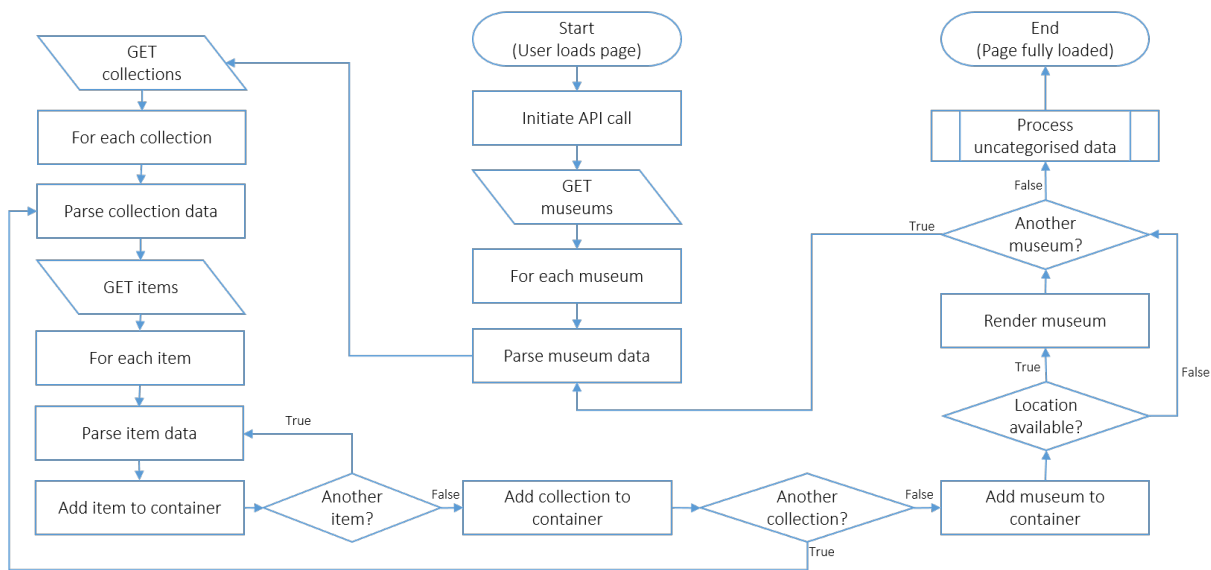 Start
(User loads page)
Initiate API call
GET
museums
For each museum
Parse museum data
GET
collections
For each collection
Parse collection data
GET items
For each item
Parse item data
Add item to container
Another
item?
True
False
Add collection to
container
Another
collection?
True
False
Add museum to
container
Location
available?
True
False
Render museum
Another
museum?
True
False
Process
uncategorised data
End
(Page fully loaded)